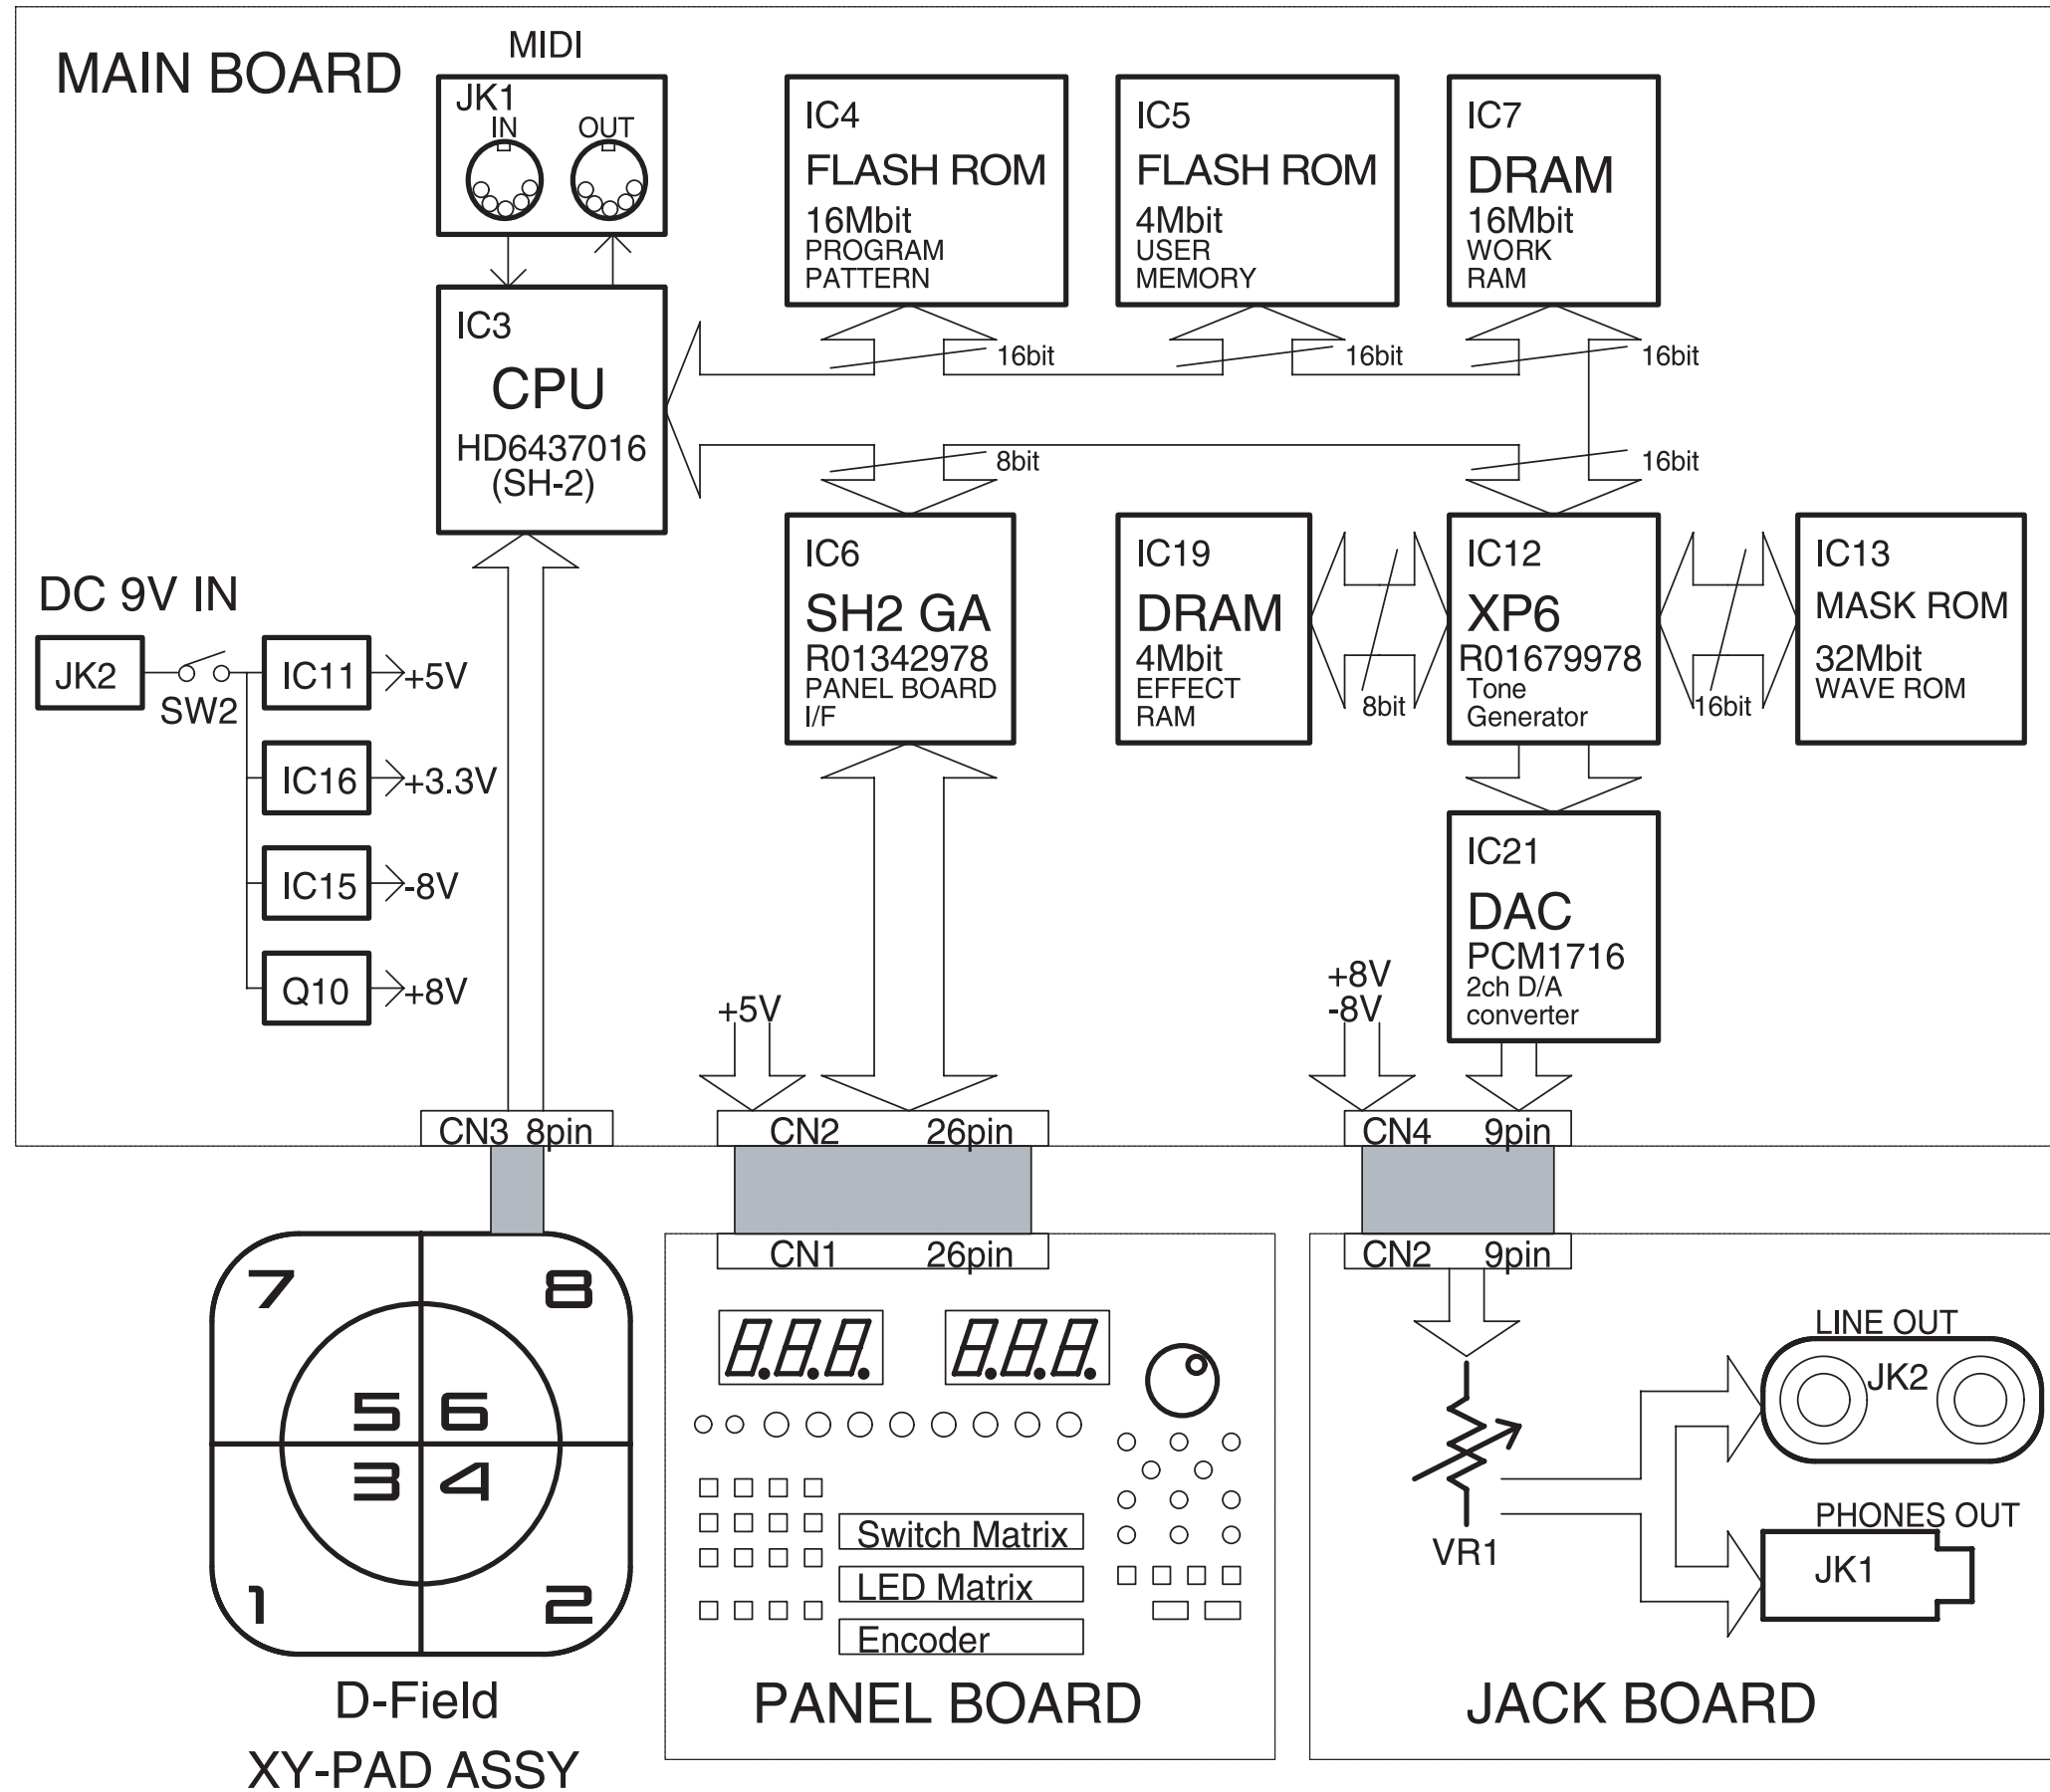 MAIN BOARD
MIDI
JK1
IN
OUT
IC4
FLASH ROM
16Mbit
PROGRAM
PATTERN
IC5
FLASH ROM
4Mbit
USER
MEMORY
IC7
DRAM
16Mbit
WORK
RAM
IC3
CPU
HD6437016
(SH-2)
16bit
16bit
16bit
8bit
16bit
DC 9V IN
JK2
SW2
IC11
+5V
IC16
+3.3V
IC15
-8V
Q10
+8V
IC6
SH2 GA
R01342978
PANEL BOARD
I/F
IC19
DRAM
4Mbit
EFFECT
RAM
8bit
IC12
XP6
R01679978
Tone
Generator
16bit
IC13
MASK ROM
32Mbit
WAVE ROM
IC21
DAC
PCM1716
2ch D/A
converter
+5V
+8V
-8V
CN3 8pin
CN2 26pin
CN4 9pin
CN1 26pin
CN2 9pin
7 8
5 6
3 4
1 2
D-Field
XY-PAD ASSY
8.8.8. 8.8.8.
Switch Matrix
LED Matrix
Encoder
PANEL BOARD
VR1
LINE OUT
JK2
PHONES OUT
JK1
JACK BOARD